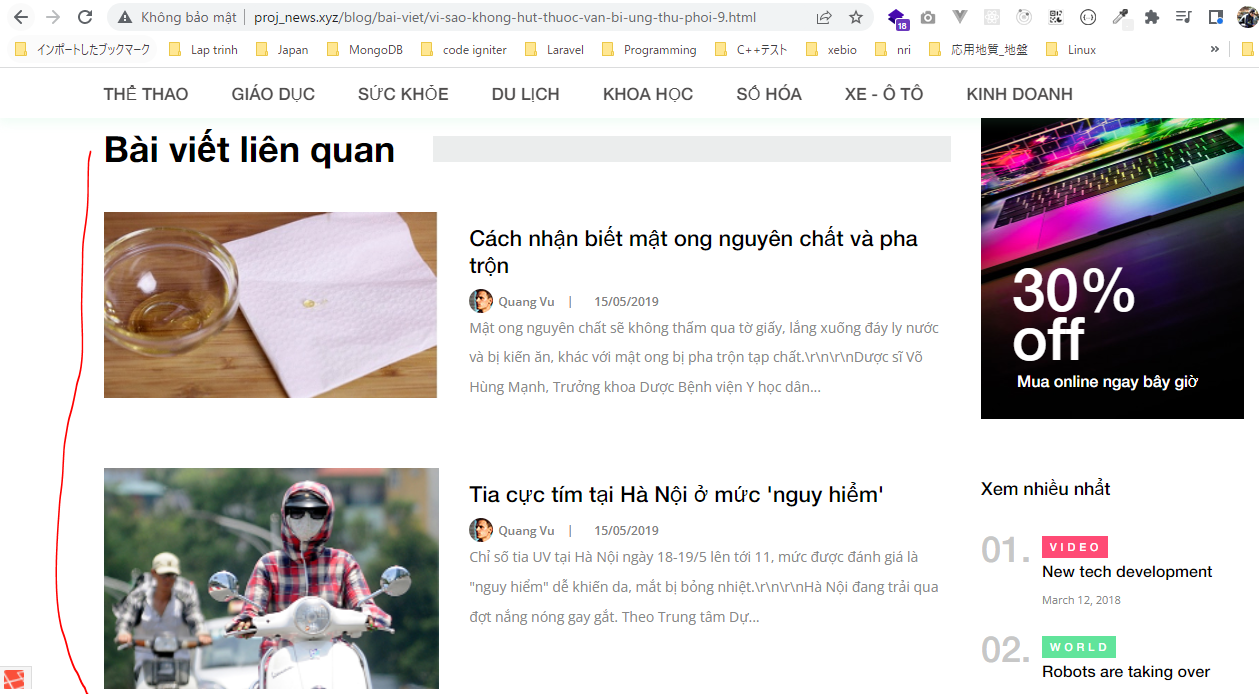 Không bảo mật
proj_news.xyz/blog/bai-viet/vi-sao-khong-hut-thuoc-van-bi-ung-thu-phoi-9.html
18
インポートしたブックマーク
Lap trinh
Japan
MongoDB
code igniter
Laravel
Programming
C++テスト
xebio
nri
応用地質_地盤
Linux
»
THỂ THAO
GIÁO DỤC
SỨC KHỎE
DU LỊCH
KHOA HỌC
SỐ HÓA
XE - Ô TÔ
KINH DOANH
Bài viết liên quan
Cách nhận biết mật ong nguyên chất và pha
trộn
Quang Vu | 15/05/2019
Mật ong nguyên chất sẽ không thấm qua tờ giấy, lắng xuống đáy ly nước
và bị kiến ăn, khác với mật ong bị pha trộn tạp chất.\r\n\r\nDược sĩ Võ
Hùng Mạnh, Trưởng khoa Dược Bệnh viện Y học dân...
Tia cực tím tại Hà Nội ở mức 'nguy hiểm'
Quang Vu | 15/05/2019
Chỉ số tia UV tại Hà Nội ngày 18-19/5 lên tới 11, mức được đánh giá là
"nguy hiểm" dễ khiến da, mắt bị bỏng nhiệt.\r\n\r\nHà Nội đang trải qua
đợt nắng nóng gay gắt. Theo Trung tâm Dự...
30%
off
Mua online ngay bây giờ
Xem nhiều nhất
01.
VIDEO
New tech development
March 12, 2018
02.
WORLD
Robots are taking over